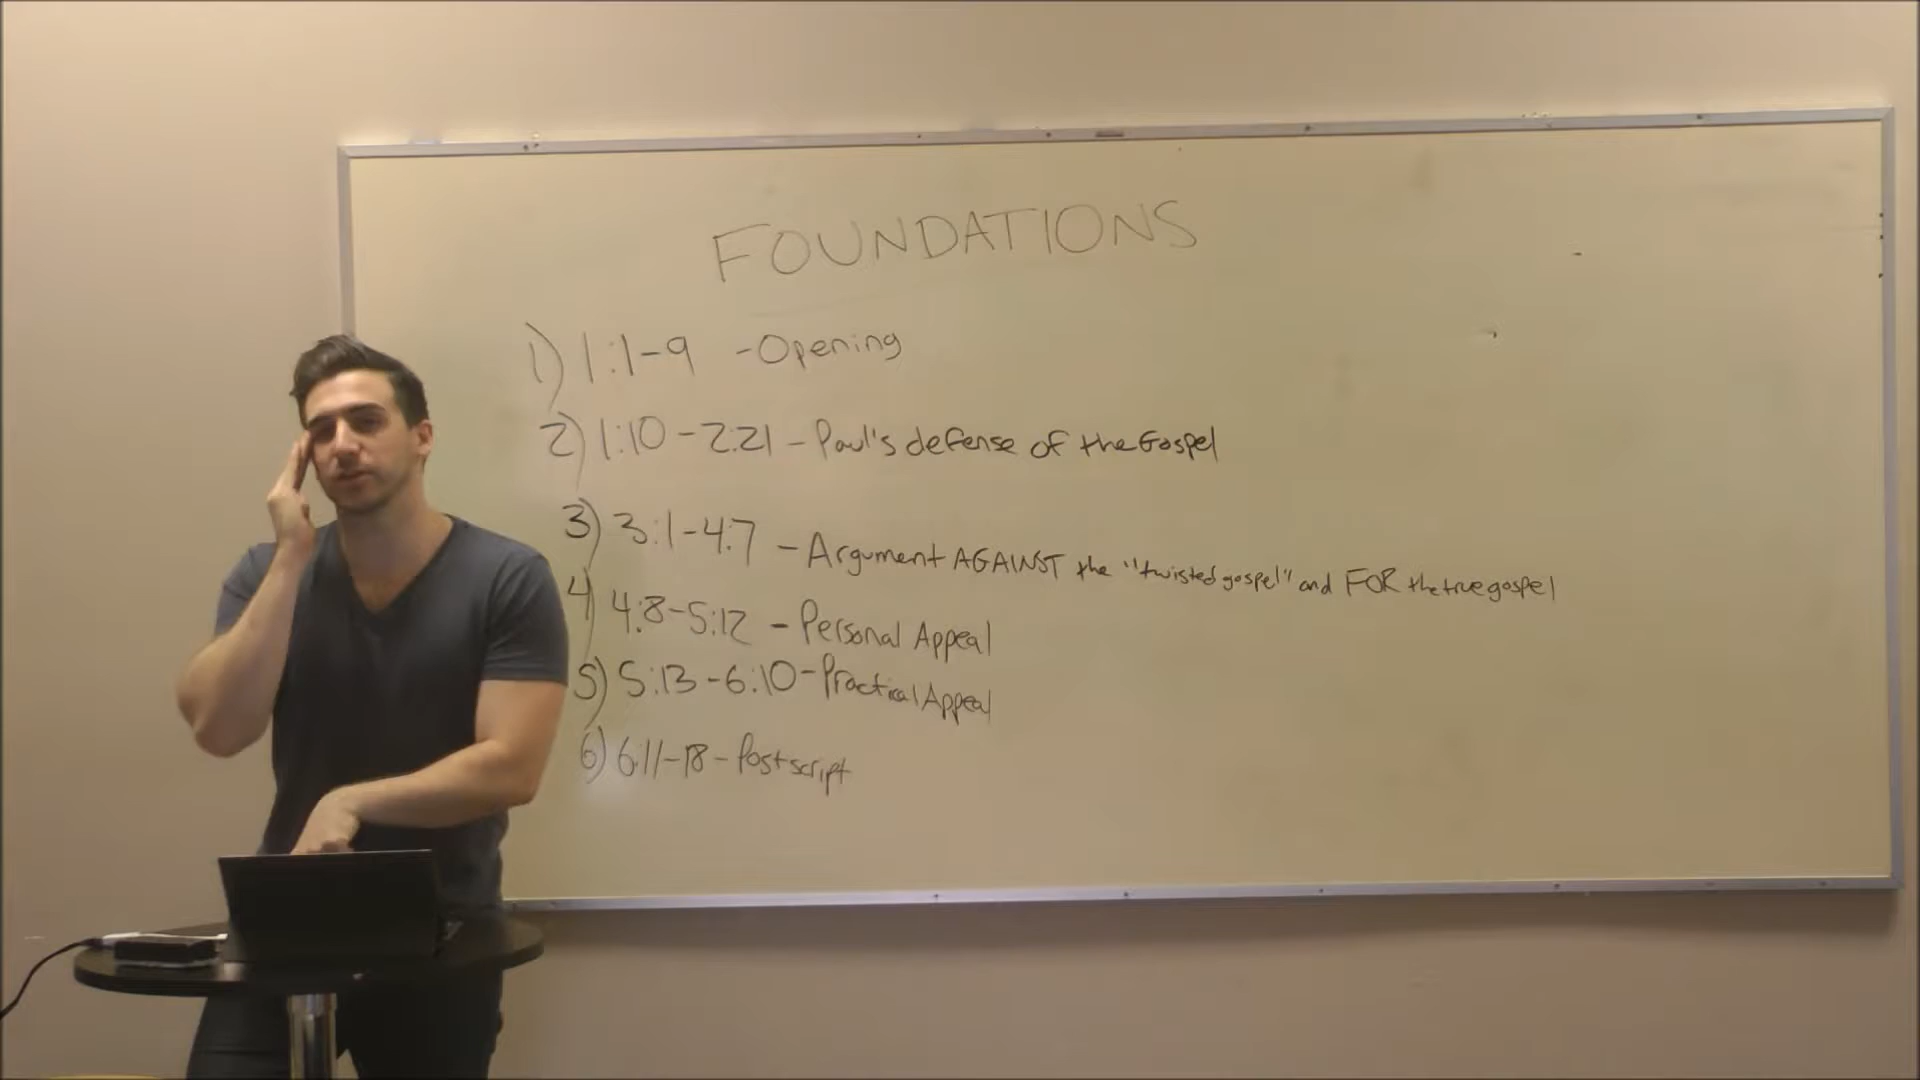 FOUNDATIONS
1) 1:1-9 - Opening
2) 1:10 - 2:21 - Paul's defense of the Gospel
3) 3:1-4:7 - Argument AGAINST the "twisted gospel" and FOR the true gospel
4) 4:8-5:12 - Personal Appeal
5) 5:13-6:10 - Practical Appeal
6) 6:11-18 - Postscript